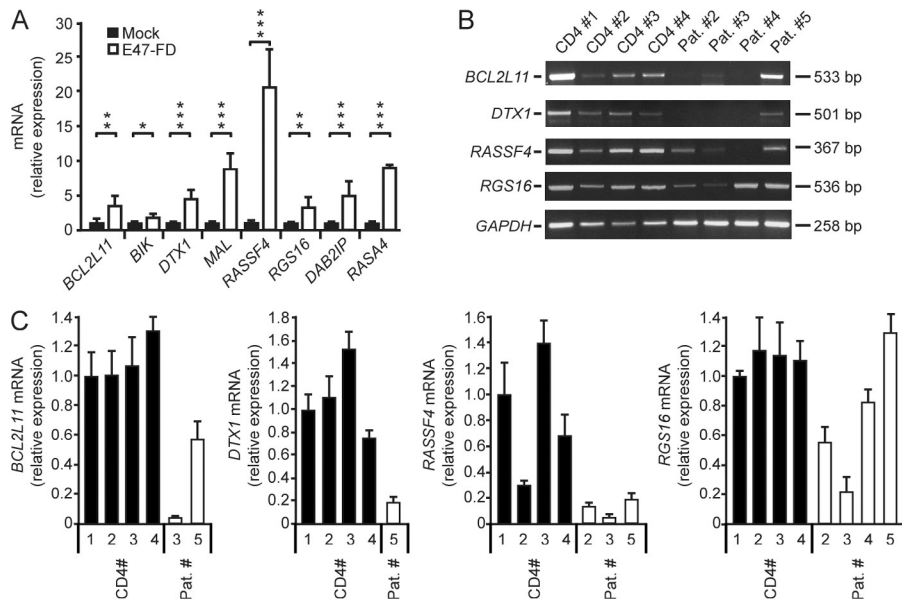 A
mRNA
(relative expression)
30
25
20
15
10
5
0
Mock
E47-FD
**
*
***
***
***
**
***
***
BCL2L11
BIK
DTX1
MAL
RASSF4
RGS16
DAB2IP
RASA4
B
CD4 #1
CD4 #2
CD4 #3
CD4 #4
Pat. #2
Pat. #3
Pat. #4
Pat. #5
BCL2L11 533 bp
DTX1 501 bp
RASSF4 367 bp
RGS16 536 bp
GAPDH 258 bp
C
BCL2L11 mRNA
(relative expression)
1.4
1.2
1.0
0.8
0.6
0.4
0.2
0
1 2 3 4 3 5
CD4# Pat. #
DTX1 mRNA
(relative expression)
1.8
1.6
1.4
1.2
1.0
0.8
0.6
0.4
0.2
0
1 2 3 4 5
CD4# Pat. #
RASSF4 mRNA
(relative expression)
1.6
1.4
1.2
1.0
0.8
0.6
0.4
0.2
0
1 2 3 4 2 3 5
CD4# Pat. #
RGS16 mRNA
(relative expression)
1.4
1.2
1.0
0.8
0.6
0.4
0.2
0
1 2 3 4 2 3 4 5
CD4# Pat. #